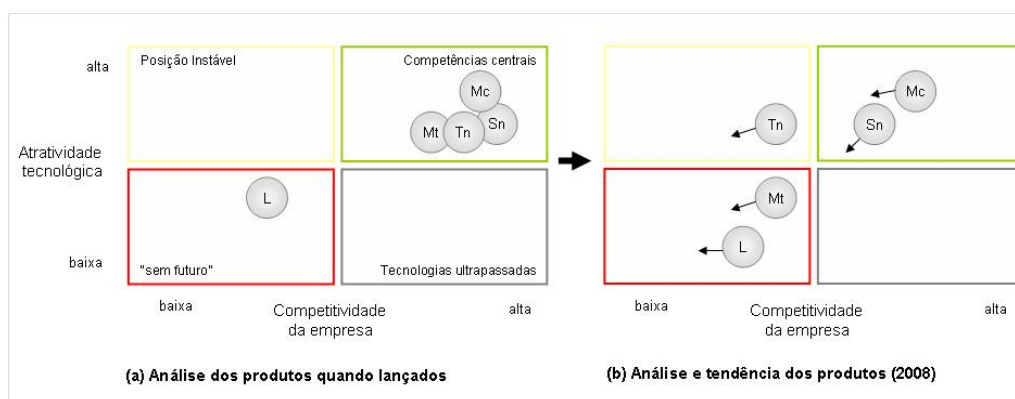 alta
Posição Instável
Competências centrais
Mc
Mt
Tn
Sn
Atratividade
tecnológica
L
baixa
"sem futuro"
Tecnologias ultrapassadas
baixa
Competitividade
da empresa
alta
(a) Análise dos produtos quando lançados
Mc
Tn
Sn
Mt
L
baixa
Competitividade
da empresa
alta
(b) Análise e tendência dos produtos (2008)